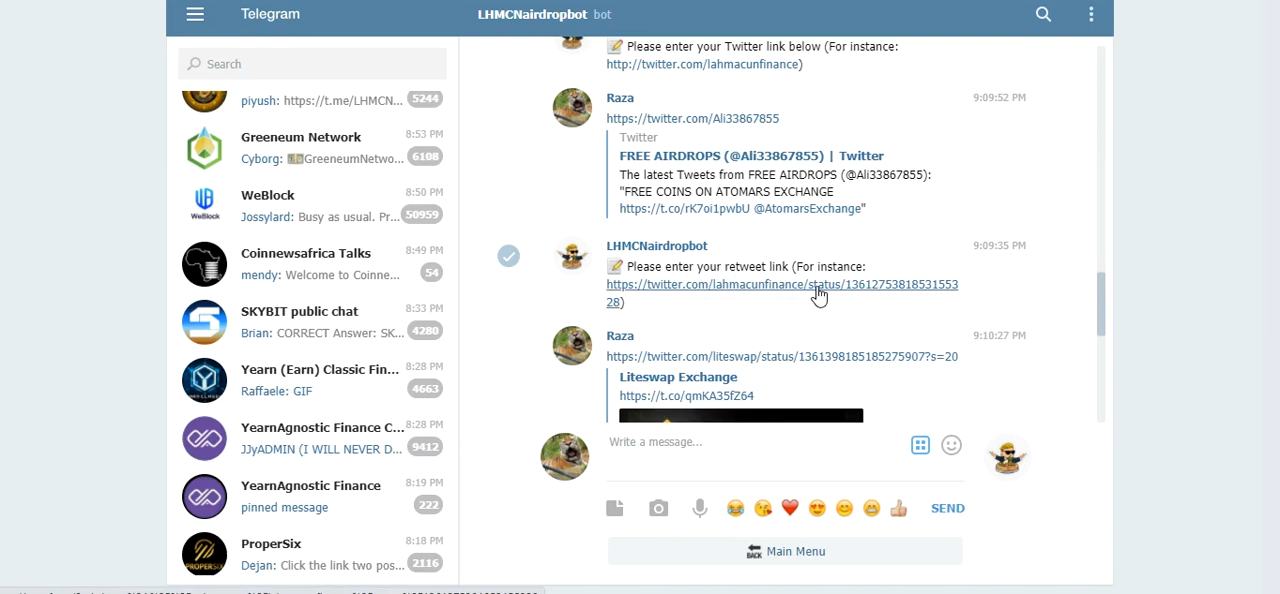 Telegram
LHMCNairdropbot bot
Search
piyush: https://t.me/LHMCN... 5244
Greeneum Network 8:53 PM
Cyborg: 💵GreeneumNetwo... 6108
WeBlock 8:50 PM
WeBlock
Jossylard: Busy as usual. Pr... 50959
Coinnewsafrica Talks 8:49 PM
mendy: Welcome to Coinne... 54
SKYBIT public chat 8:33 PM
Brian: CORRECT Answer: SK... 4280
Yearn (Earn) Classic Fin... 8:28 PM
Raffaele: GIF 4663
YearnAgnostic Finance C... 8:28 PM
JJyADMIN (I WILL NEVER D... 9412
YearnAgnostic Finance 8:19 PM
pinned message 222
ProperSix 8:18 PM
PROPERSIX
Dejan: Click the link two pos... 2116
📝 Please enter your Twitter link below (For instance:
http://twitter.com/lahmacunfinance)
Raza 9:09:52 PM
https://twitter.com/Ali33867855
Twitter
FREE AIRDROPS (@Ali33867855) | Twitter
The latest Tweets from FREE AIRDROPS (@Ali33867855):
"FREE COINS ON ATOMARS EXCHANGE
https://t.co/rK7oi1pwbU @AtomarsExchange"
LHMCNairdropbot 9:09:35 PM
📝 Please enter your retweet link (For instance:
https://twitter.com/lahmacunfinance/status/13612753818531553
28)
Raza 9:10:27 PM
https://twitter.com/liteswap/status/1361398185185275907?s=20
Liteswap Exchange
https://t.co/qmKA35fZ64
Write a message...
SEND
BACK Main Menu